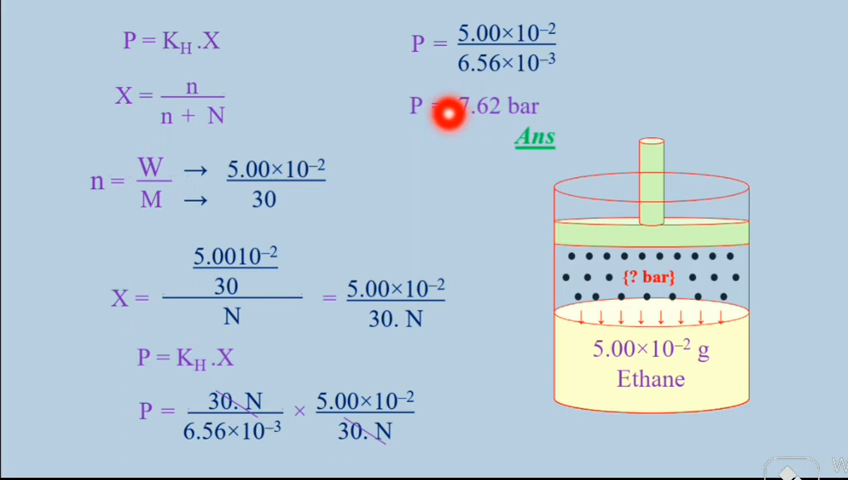 P = K_H .X
X = n / n + N
n = W / M → → 5.00×10⁻² / 30
X = 5.0010⁻² / 30 / N = 5.00×10⁻² / 30. N
P = K_H .X
P = 30. N / 6.56×10⁻³ × 5.00×10⁻² / 30. N
P = 5.00×10⁻² / 6.56×10⁻³
P = 7.62 bar
Ans
{? bar}
5.00×10⁻² g
Ethane